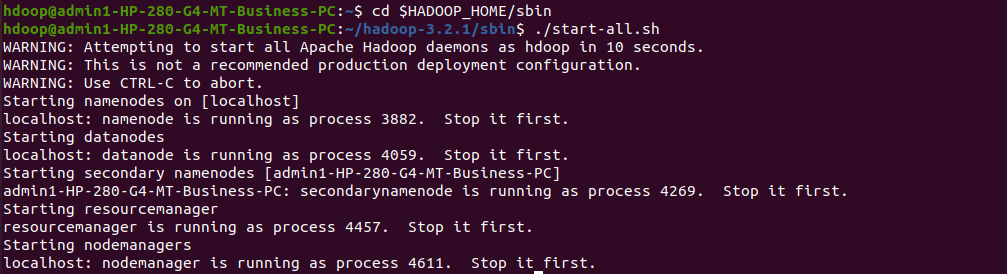 hdoop@admin1-HP-280-G4-MT-Business-PC:~$ cd $HADOOP_HOME/sbin
hdoop@admin1-HP-280-G4-MT-Business-PC:~/hadoop-3.2.1/sbin$ ./start-all.sh
WARNING: Attempting to start all Apache Hadoop daemons as hdoop in 10 seconds.
WARNING: This is not a recommended production deployment configuration.
WARNING: Use CTRL-C to abort.
Starting namenodes on [localhost]
localhost: namenode is running as process 3882.  Stop it first.
Starting datanodes
localhost: datanode is running as process 4059.  Stop it first.
Starting secondary namenodes [admin1-HP-280-G4-MT-Business-PC]
admin1-HP-280-G4-MT-Business-PC: secondarynamenode is running as process 4269.  Stop it first.
Starting resourcemanager
resourcemanager is running as process 4457.  Stop it first.
Starting nodemanagers
localhost: nodemanager is running as process 4611.  Stop it first.